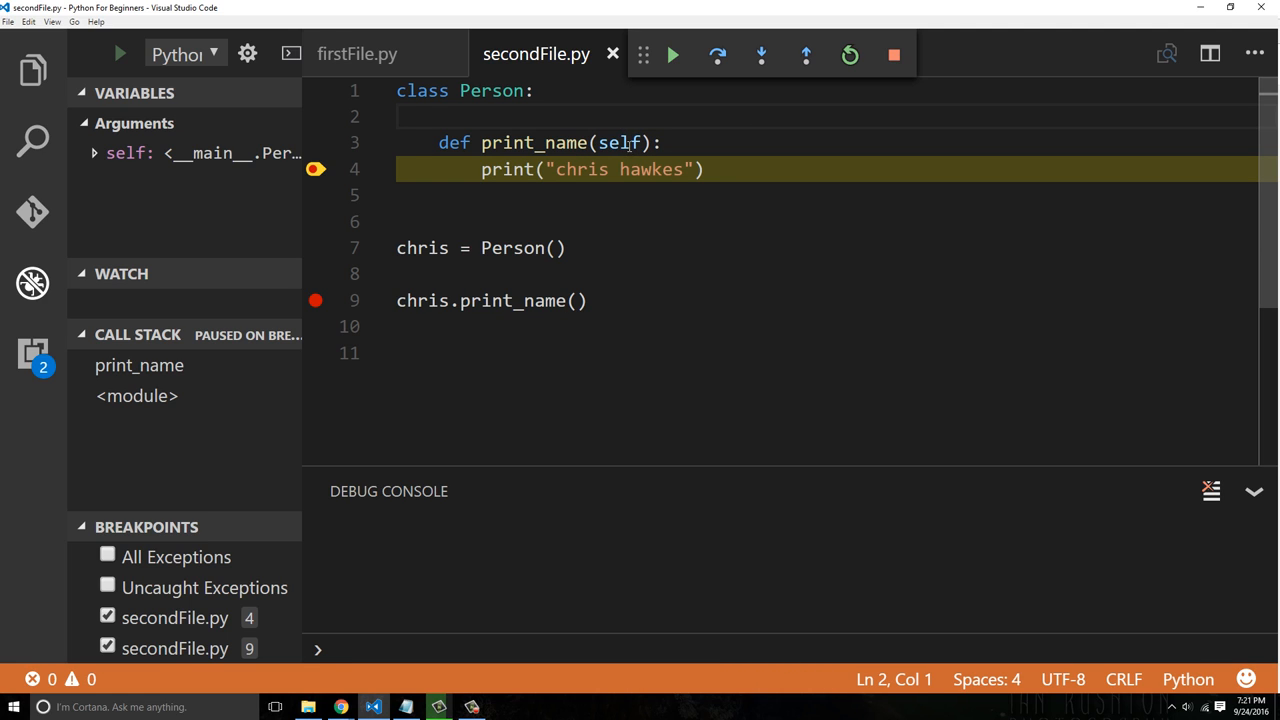 secondFile.py - Python For Beginners - Visual Studio Code
File Edit View Go Help
Python
firstFile.py
secondFile.py
VARIABLES
Arguments
self: <__main__.Per...
WATCH
CALL STACK PAUSED ON BRE...
print_name
<module>
BREAKPOINTS
All Exceptions
Uncaught Exceptions
secondFile.py 4
secondFile.py 9
2
1 class Person:
2
3 def print_name(self):
4 print("chris hawkes")
5
6
7 chris = Person()
8
9 chris.print_name()
10
11
DEBUG CONSOLE
0 0
Ln 2, Col 1 Spaces: 4 UTF-8 CRLF Python
I'm Cortana. Ask me anything.
7:21 PM
9/24/2016